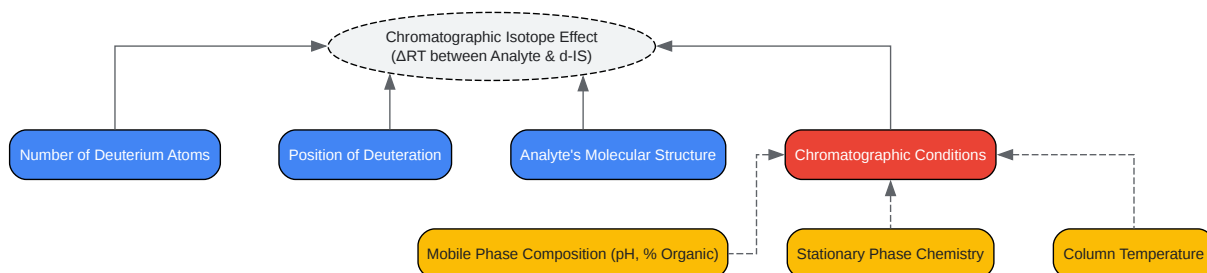 Chromatographic Isotope Effect
(ΔRT between Analyte & d-IS)
Number of Deuterium Atoms
Position of Deuteration
Analyte's Molecular Structure
Chromatographic Conditions
Mobile Phase Composition (pH, % Organic)
Stationary Phase Chemistry
Column Temperature